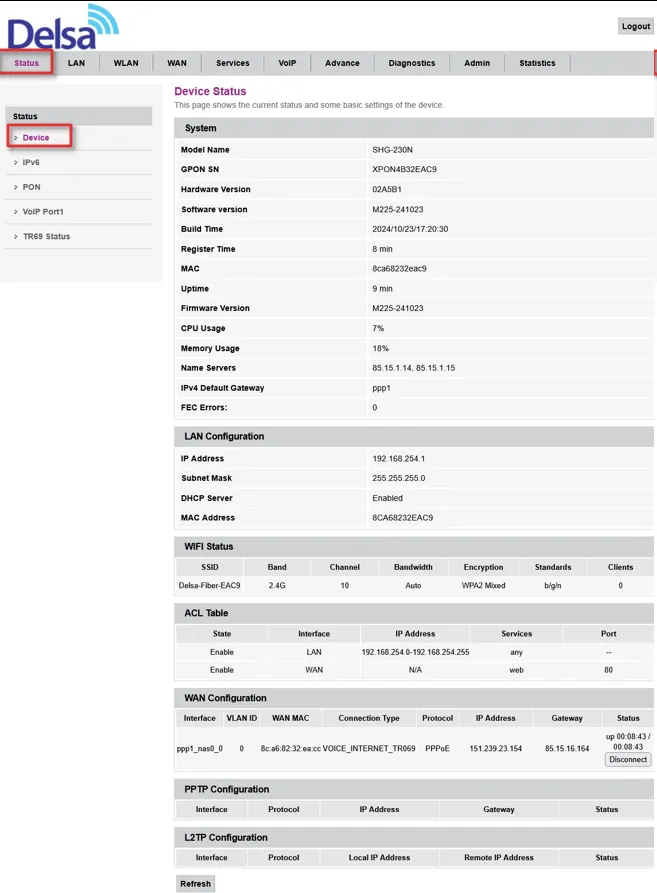 Delsa
Logout
Status LAN WLAN WAN Services VoIP Advance Diagnostics Admin Statistics
Status
> Device
> IPv6
> PON
> VoIP Port1
> TR69 Status
Device Status
This page shows the current status and some basic settings of the device.
System
Model Name SHG-230N
GPON SN XPON4B32EAC9
Hardware Version 02A5B1
Software version M225-241023
Build Time 2024/10/23/17:20:30
Register Time 8 min
MAC 8ca68232eac9
Uptime 9 min
Firmware Version M225-241023
CPU Usage 7%
Memory Usage 18%
Name Servers 85.15.1.14, 85.15.1.15
IPv4 Default Gateway ppp1
FEC Errors: 0
LAN Configuration
IP Address 192.168.254.1
Subnet Mask 255.255.255.0
DHCP Server Enabled
MAC Address 8CA68232EAC9
WIFI Status
SSID Band Channel Bandwidth Encryption Standards Clients
Delsa-Fiber-EAC9 2.4G 10 Auto WPA2 Mixed b/g/n 0
ACL Table
State Interface IP Address Services Port
Enable LAN 192.168.254.0-192.168.254.255 any --
Enable WAN N/A web 80
WAN Configuration
Interface VLAN ID WAN MAC Connection Type Protocol IP Address Gateway Status
ppp1_nas0_0 0 8c:a6:82:32:ea:cc VOICE_INTERNET_TR069 PPPoE 151.239.23.154 85.15.16.164 up 00:08:43 /
00:08:43
Disconnect
PPTP Configuration
Interface Protocol IP Address Gateway Status
L2TP Configuration
Interface Protocol Local IP Address Remote IP Address Status
Refresh